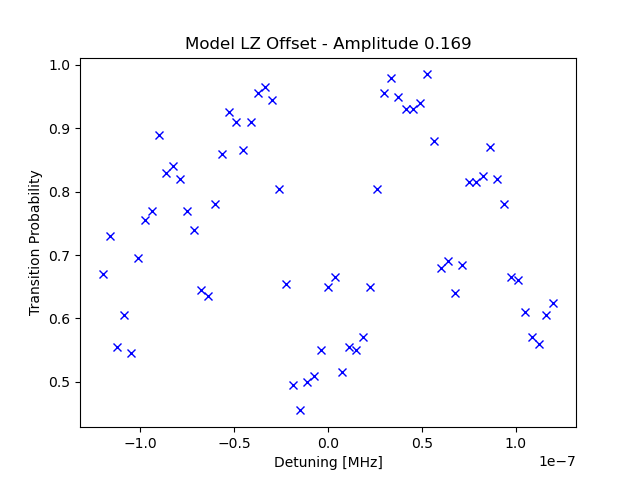 Model LZ Offset - Amplitude 0.169
1.0
0.9
0.8
0.7
0.6
0.5
Transition Probability
−1.0 −0.5 0.0 0.5 1.0
1e−7
Detuning [MHz]